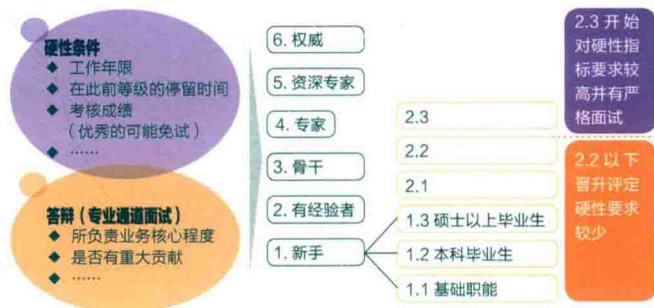 硬性条件
◆ 工作年限
◆ 在此前等级的停留时间
◆ 考核成绩
（优秀的可能免试）
◆ ……
答辩（专业通道面试）
◆ 所负责业务核心程度
◆ 是否有重大贡献
◆ ……
6. 权威
5. 资深专家
4. 专家
3. 骨干
2. 有经验者
1. 新手
2.3
2.2
2.1
1.3 硕士以上毕业生
1.2 本科毕业生
1.1 基础职能
2.3 开始
对硬性指
标要求较
高并有严
格面试
2.2 以下
晋升评定
硬性要求
较少